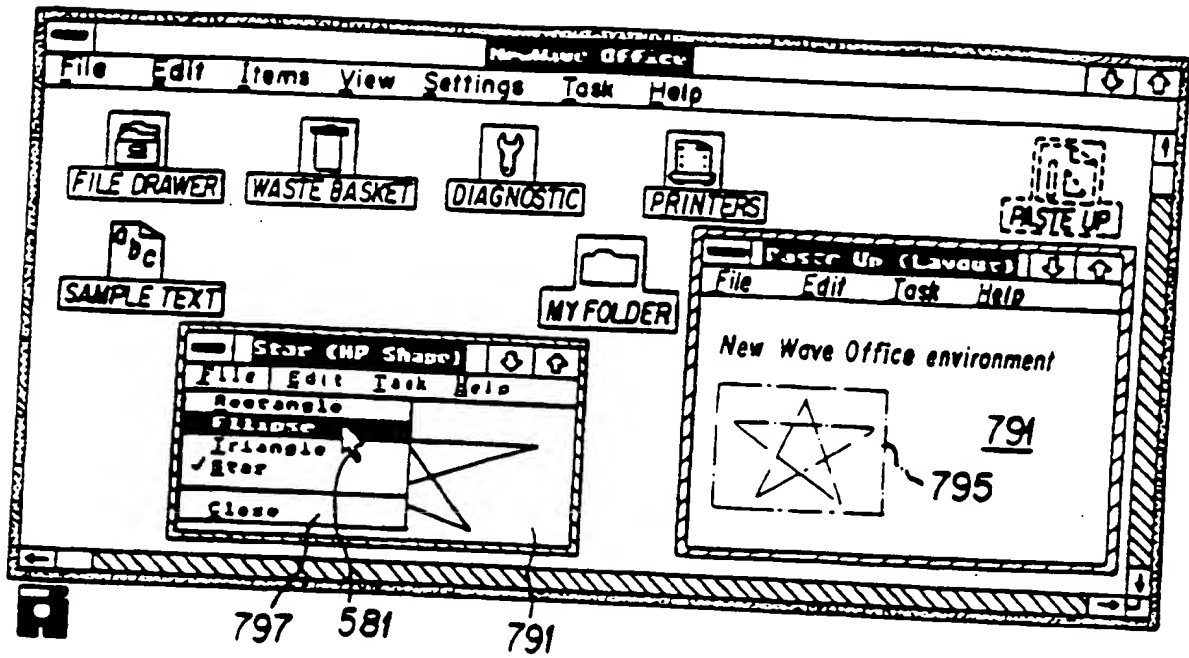 NewWave Office
File Edit Items View Settings Task Help
FILE DRAWER WASTE BASKET DIAGNOSTIC PRINTERS PASTE UP
abc
SAMPLE TEXT MY FOLDER
Paste Up (Layout)
File Edit Task Help
New Wave Office environment
791
795
Star (HP Shape)
File Edit Task Help
Rectangle
Ellipse
Triangle
✓ Star
Close
797 581 791